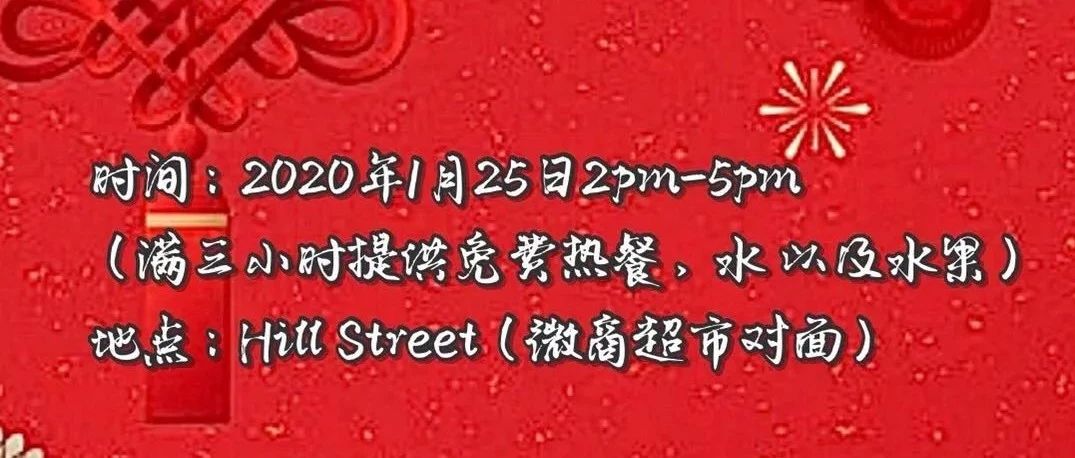 时间：2020年1月25日2pm-5pm
（满三小时提供免费热餐，水以及水果）
地点：Hill Street（微商超市对面）